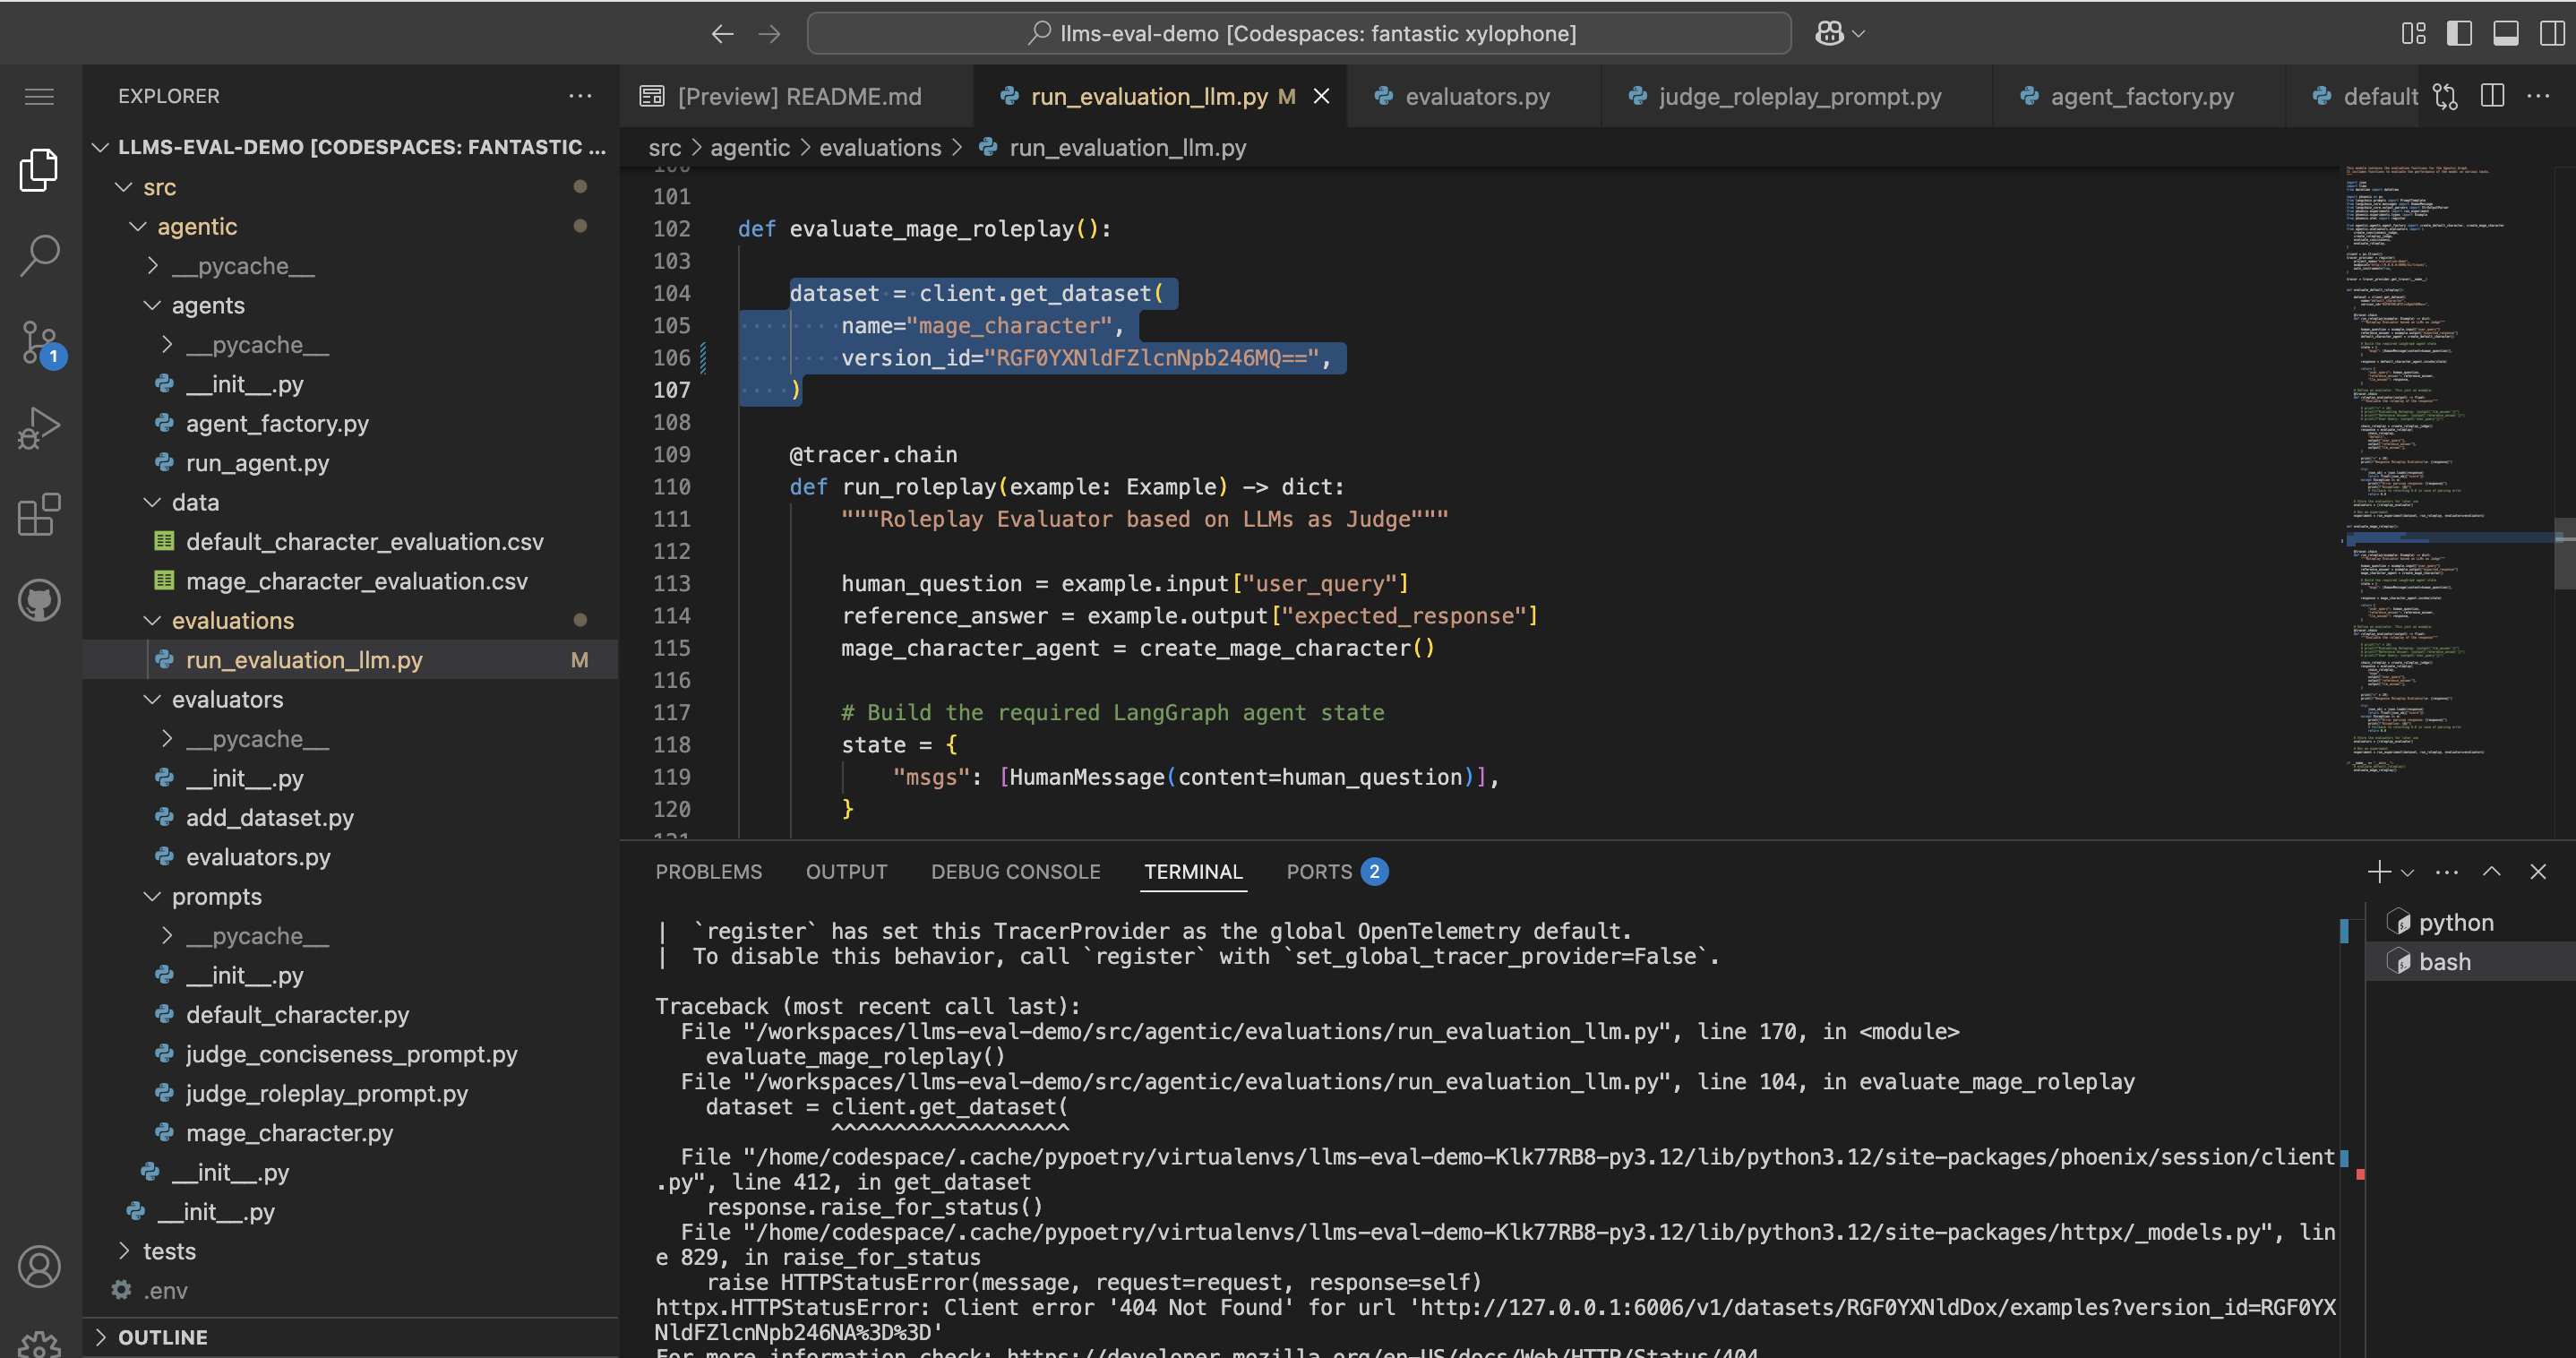 llms-eval-demo [Codespaces: fantastic xylophone]
EXPLORER
LLMS-EVAL-DEMO [CODESPACES: FANTASTIC ...
src
agentic
__pycache__
agents
__pycache__
__init__.py
agent_factory.py
run_agent.py
data
default_character_evaluation.csv
mage_character_evaluation.csv
evaluations
run_evaluation_llm.py M
evaluators
__pycache__
__init__.py
add_dataset.py
evaluators.py
prompts
__pycache__
__init__.py
default_character.py
judge_conciseness_prompt.py
judge_roleplay_prompt.py
mage_character.py
__init__.py
__init__.py
tests
.env
OUTLINE
1
[Preview] README.md run_evaluation_llm.py M evaluators.py judge_roleplay_prompt.py agent_factory.py default
src > agentic > evaluations > run_evaluation_llm.py
101
102 def evaluate_mage_roleplay():
103
104 dataset = client.get_dataset(
105 name="mage_character",
106 version_id="RGF0YXNldFZlcnNpb246MQ==",
107 )
108
109 @tracer.chain
110 def run_roleplay(example: Example) -> dict:
111 """Roleplay Evaluator based on LLMs as Judge"""
112
113 human_question = example.input["user_query"]
114 reference_answer = example.output["expected_response"]
115 mage_character_agent = create_mage_character()
116
117 # Build the required LangGraph agent state
118 state = {
119 "msgs": [HumanMessage(content=human_question)],
120 }
PROBLEMS OUTPUT DEBUG CONSOLE TERMINAL PORTS 2
| `register` has set this TracerProvider as the global OpenTelemetry default.
| To disable this behavior, call `register` with `set_global_tracer_provider=False`.
Traceback (most recent call last):
File "/workspaces/llms-eval-demo/src/agentic/evaluations/run_evaluation_llm.py", line 170, in <module>
evaluate_mage_roleplay()
File "/workspaces/llms-eval-demo/src/agentic/evaluations/run_evaluation_llm.py", line 104, in evaluate_mage_roleplay
dataset = client.get_dataset(
^^^^^^^^^^^^^^^^^^^
File "/home/codespace/.cache/pypoetry/virtualenvs/llms-eval-demo-Klk77RB8-py3.12/lib/python3.12/site-packages/phoenix/session/client
.py", line 412, in get_dataset
response.raise_for_status()
File "/home/codespace/.cache/pypoetry/virtualenvs/llms-eval-demo-Klk77RB8-py3.12/lib/python3.12/site-packages/httpx/_models.py", lin
e 829, in raise_for_status
raise HTTPStatusError(message, request=request, response=self)
httpx.HTTPStatusError: Client error '404 Not Found' for url 'http://127.0.0.1:6006/v1/datasets/RGF0YXNldDox/examples?version_id=RGF0YX
NldFZlcnNpb246NA%3D%3D'
For more information check: https://developer.mozilla.org/en-US/docs/Web/HTTP/Status/404
python
bash